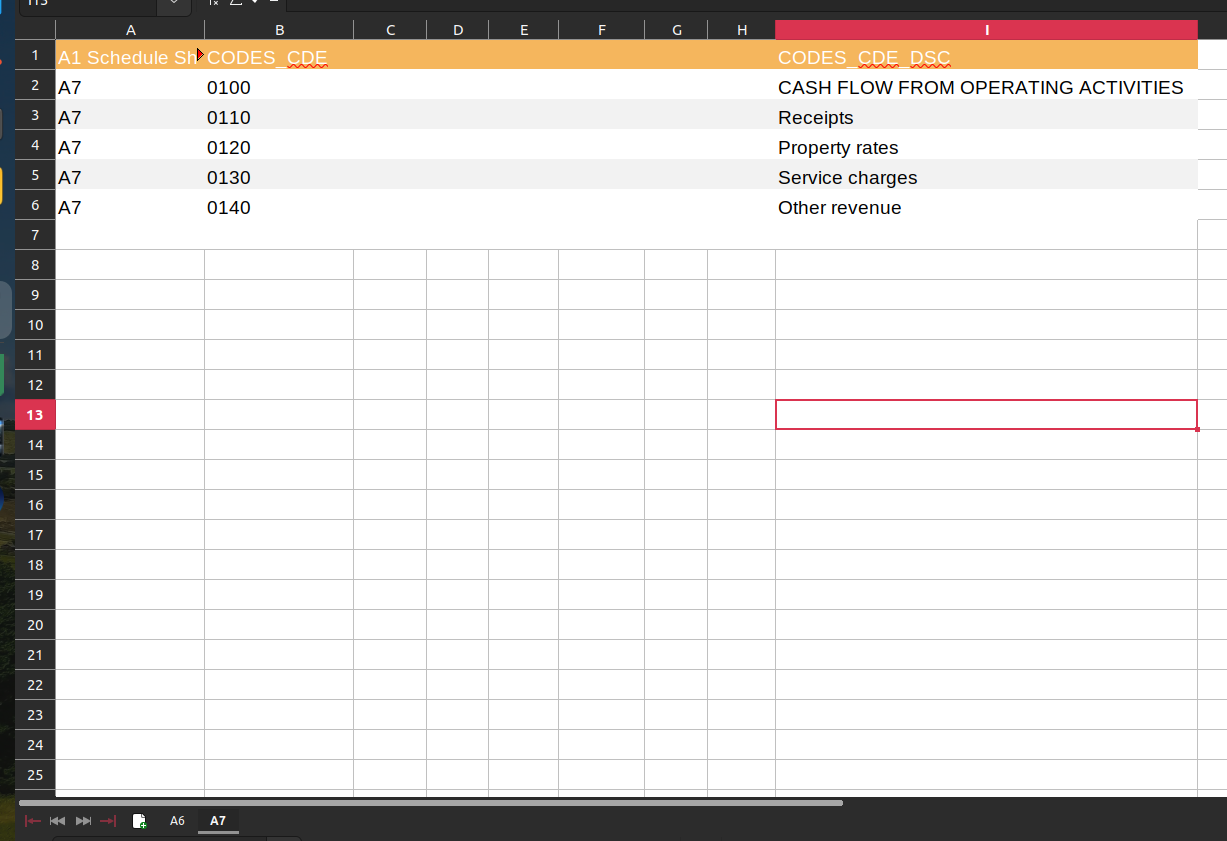 A B C D E F G H I
1 A1 Schedule Sh CODES_CDE CODES_CDE_DSC
2 A7 0100 CASH FLOW FROM OPERATING ACTIVITIES
3 A7 0110 Receipts
4 A7 0120 Property rates
5 A7 0130 Service charges
6 A7 0140 Other revenue
7
8
9
10
11
12
13
14
15
16
17
18
19
20
21
22
23
24
25
A6 A7